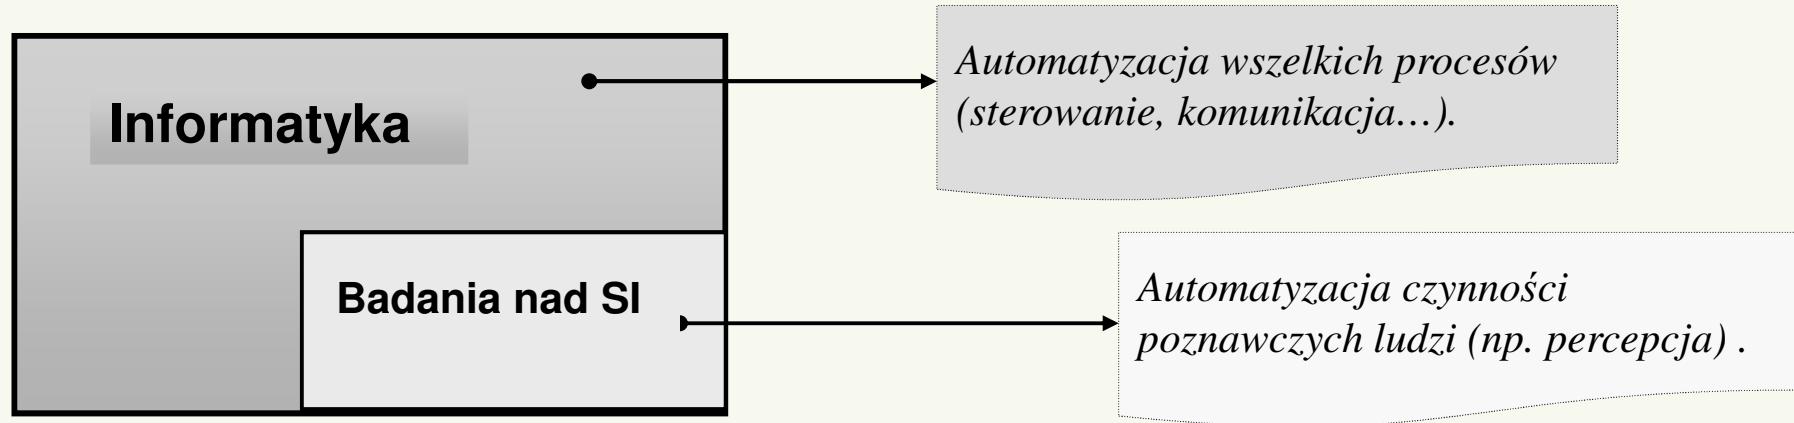 Informatyka
Automatyzacja wszelkich procesów
(sterowanie, komunikacja…).
Badania nad SI
Automatyzacja czynności
poznawczych ludzi (np. percepcja) .